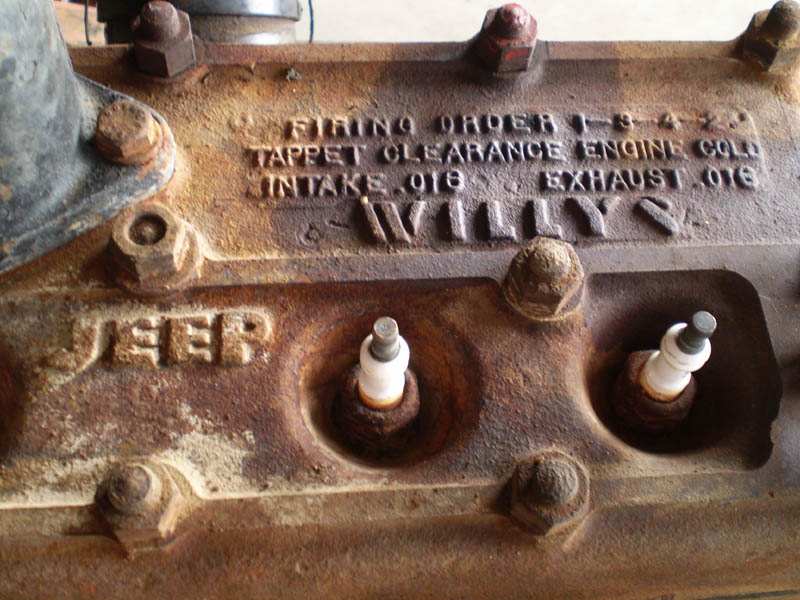 FIRING ORDER 1-3-4-2
TAPPET CLEARANCE ENGINE COLD
INTAKE .016 EXHAUST .016
WILLYS
JEEP